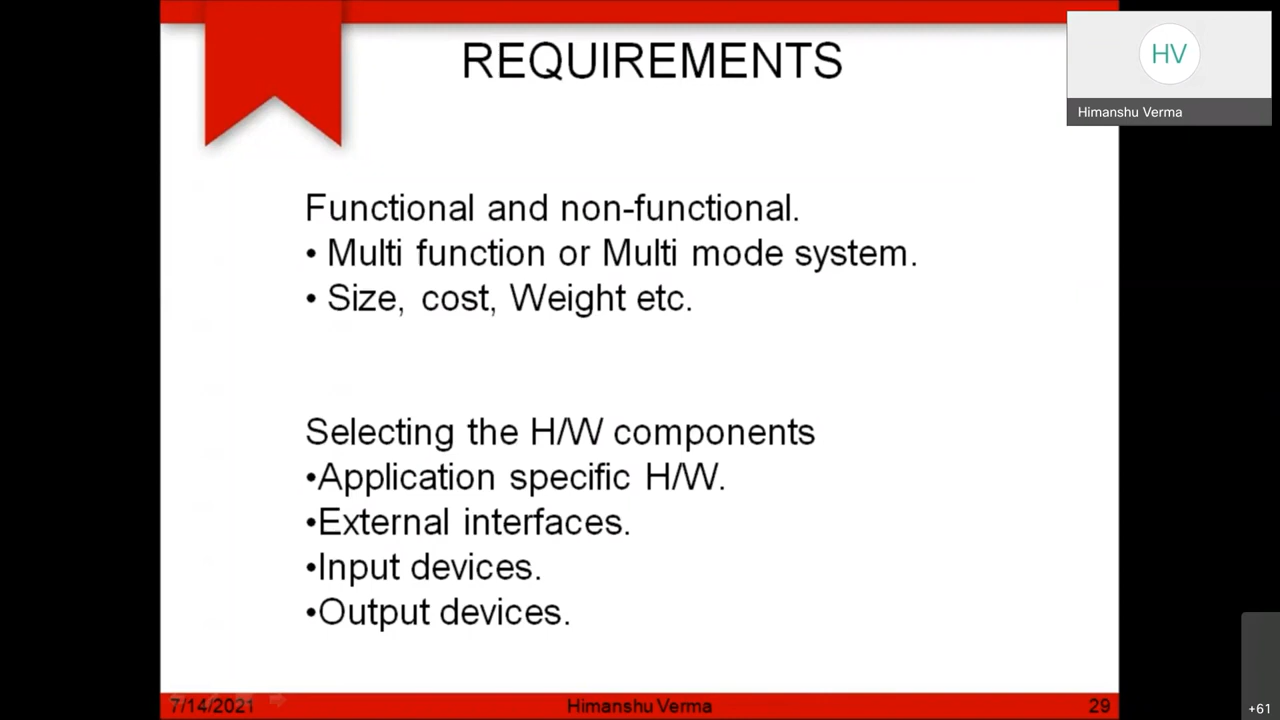 REQUIREMENTS
HV
Himanshu Verma
Functional and non-functional.
• Multi function or Multi mode system.
• Size, cost, Weight etc.
Selecting the H/W components
•Application specific H/W.
•External interfaces.
•Input devices.
•Output devices.
7/14/2021
Himanshu Verma
29
+61